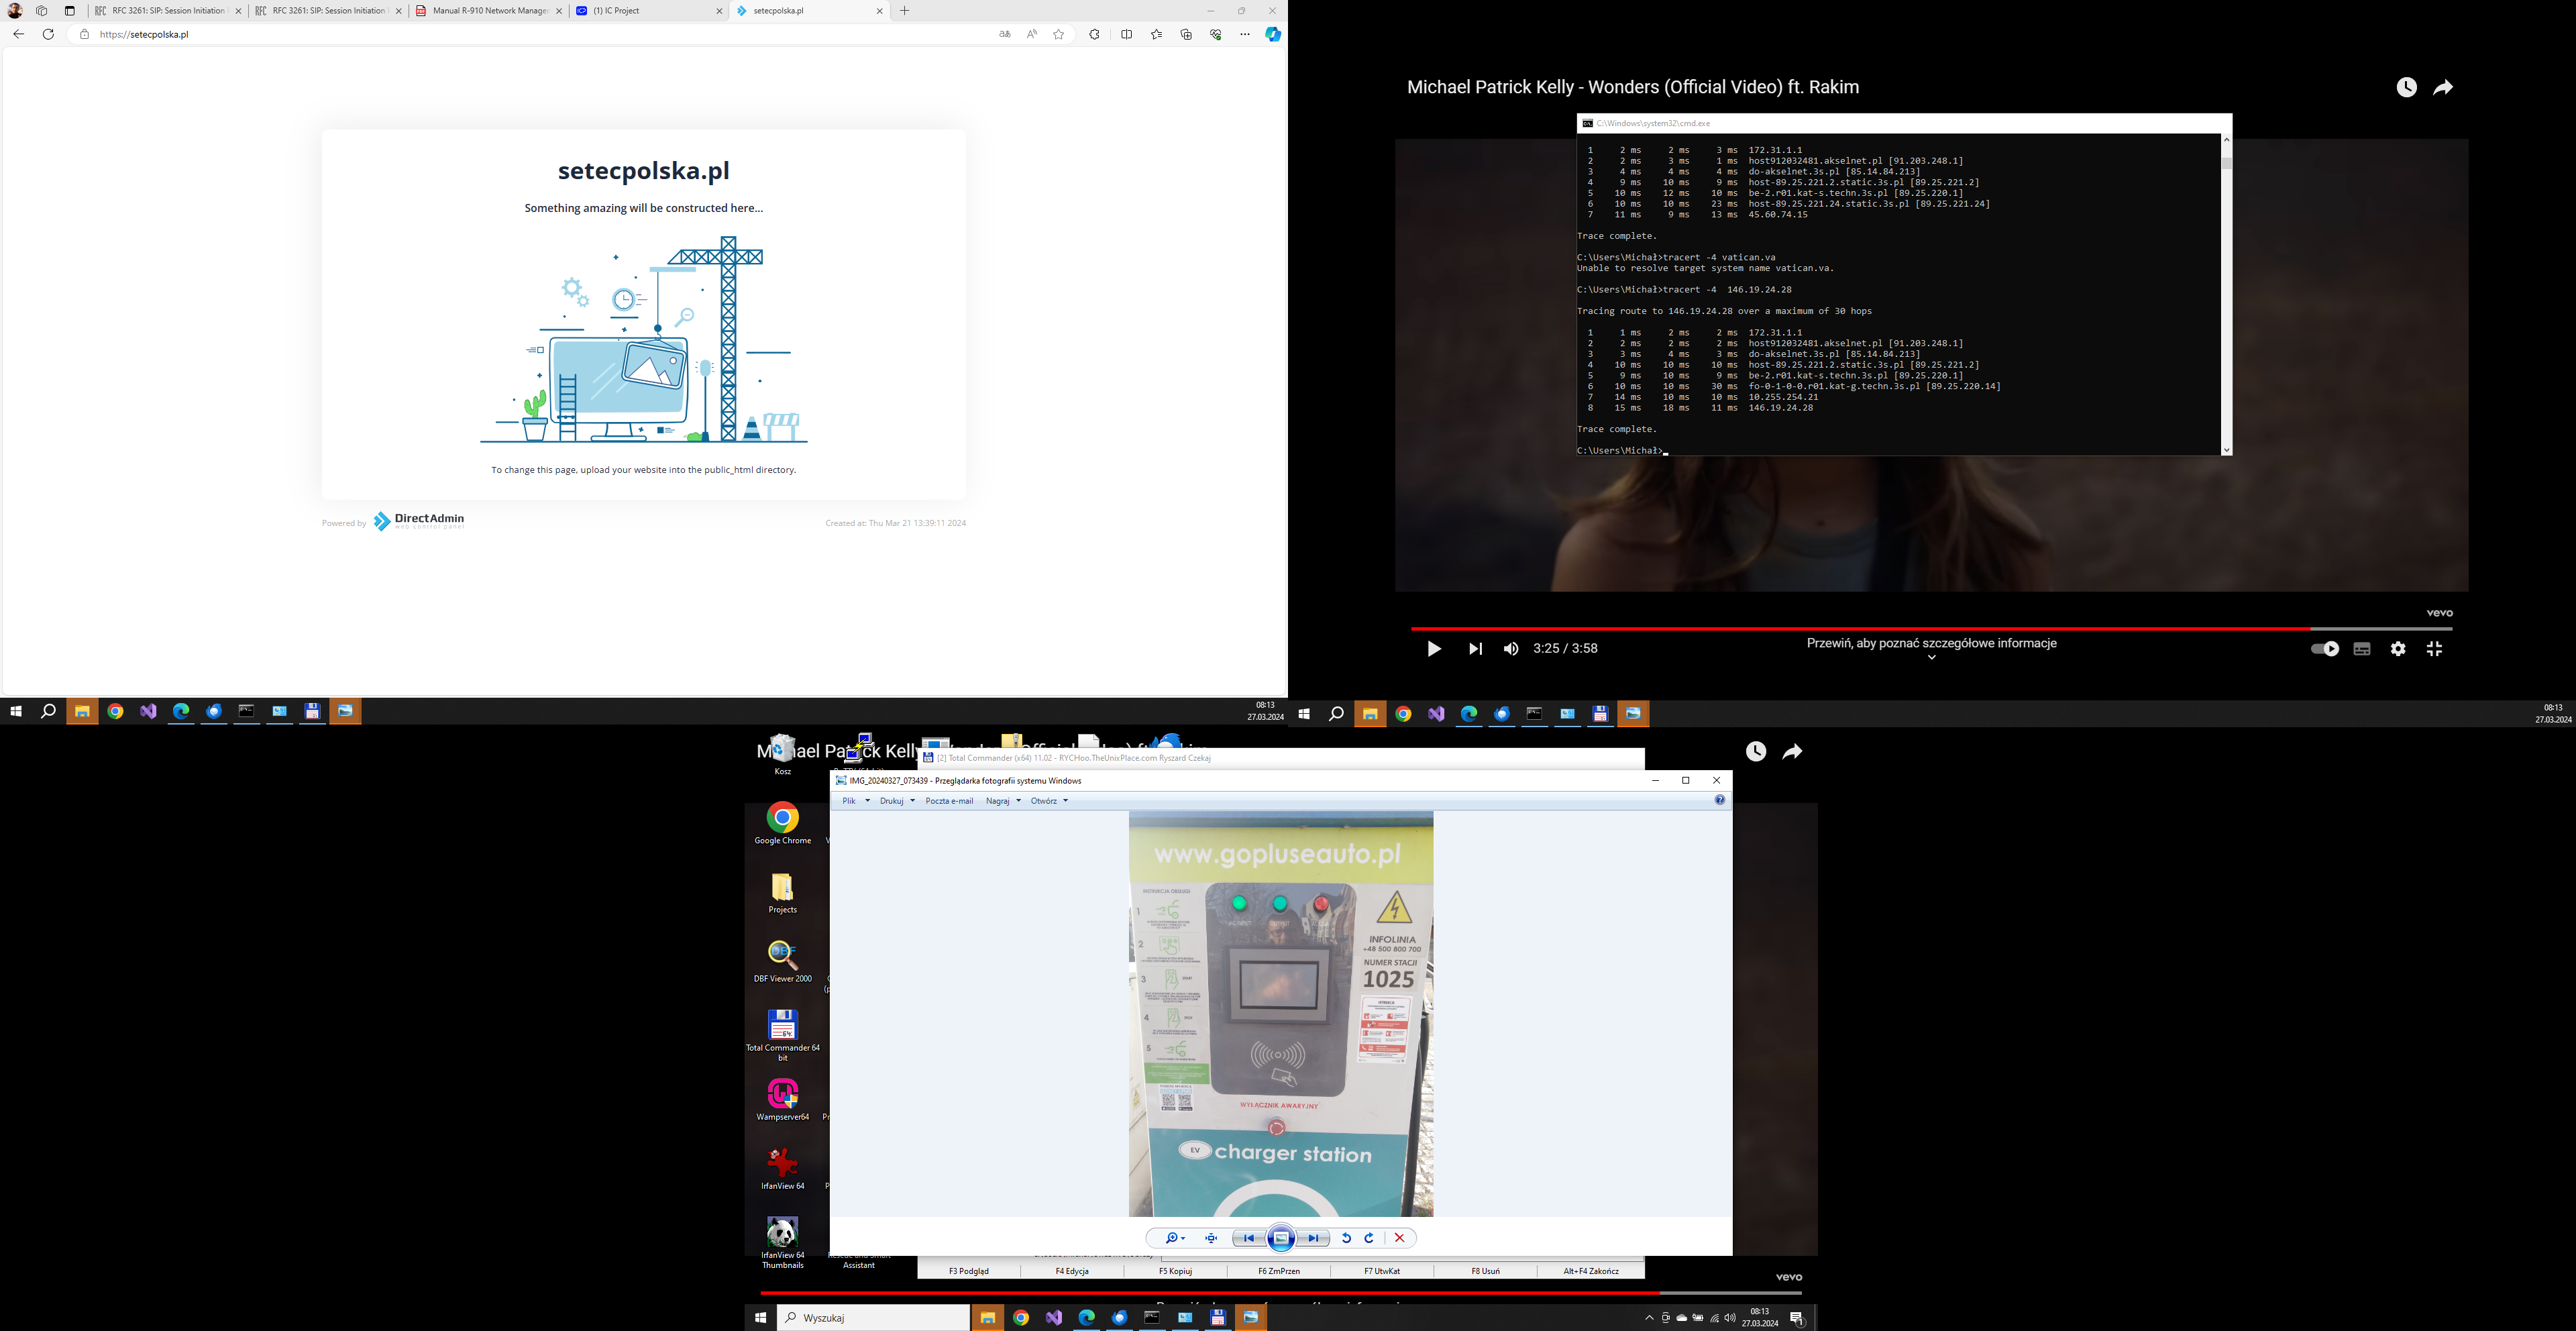 RFC 3261: SIP: Session Initiation
RFC 3261: SIP: Session Initiation
Manual R-910 Network Manage
(1) IC Project
setecpolska.pl
https://setecpolska.pl
setecpolska.pl
Something amazing will be constructed here...
To change this page, upload your website into the public_html directory.
Powered by DirectAdmin
web control panel
Created at: Thu Mar 21 13:39:11 2024
08:13
27.03.2024
Michael Patrick Kelly - Wonders (Official Video) ft. Rakim
C:\Windows\system32\cmd.exe
1 2 ms 2 ms 3 ms 172.31.1.1
2 2 ms 3 ms 1 ms host912032481.akselnet.pl [91.203.248.1]
3 4 ms 4 ms 4 ms do-akselnet.3s.pl [85.14.84.213]
4 9 ms 10 ms 9 ms host-89.25.221.2.static.3s.pl [89.25.221.2]
5 10 ms 12 ms 10 ms be-2.r01.kat-s.techn.3s.pl [89.25.220.1]
6 10 ms 10 ms 23 ms host-89.25.221.24.static.3s.pl [89.25.221.24]
7 11 ms 9 ms 13 ms 45.60.74.15
Trace complete.
C:\Users\Michał>tracert -4 vatican.va
Unable to resolve target system name vatican.va.
C:\Users\Michał>tracert -4  146.19.24.28
Tracing route to 146.19.24.28 over a maximum of 30 hops
1 1 ms 2 ms 2 ms 172.31.1.1
2 2 ms 2 ms 2 ms host912032481.akselnet.pl [91.203.248.1]
3 3 ms 4 ms 3 ms do-akselnet.3s.pl [85.14.84.213]
4 10 ms 10 ms 10 ms host-89.25.221.2.static.3s.pl [89.25.221.2]
5 9 ms 10 ms 9 ms be-2.r01.kat-s.techn.3s.pl [89.25.220.1]
6 10 ms 10 ms 30 ms fo-0-1-0-0.r01.kat-g.techn.3s.pl [89.25.220.14]
7 14 ms 10 ms 10 ms 10.255.254.21
8 15 ms 18 ms 11 ms 146.19.24.28
Trace complete.
C:\Users\Michał>
vevo
3:25 / 3:58
Przewiń, aby poznać szczegółowe informacje
08:13
27.03.2024
Kosz
Google Chrome
Projects
DBF Viewer 2000
Total Commander 64 bit
Wampserver64
IrfanView 64
IrfanView 64 Thumbnails
Assistant
[2] Total Commander (x64) 11.02 - RYCHoo.TheUnixPlace.com Ryszard Czekaj
IMG_20240327_073439 - Przeglądarka fotografii systemu Windows
Plik Drukuj Poczta e-mail Nagraj Otwórz
www.gopluseauto.pl
INSTRUKCJA OBSŁUGI
1
2
3
4
5
INFOLINIA
+48 500 800 700
NUMER STACJI
1025
WYŁĄCZNIK AWARYJNY
EV charger station
F3 Podgląd
F4 Edycja
F5 Kopiuj
F6 ZmPrzen
F7 UtwKat
F8 Usuń
Alt+F4 Zakończ
vevo
Wyszukaj
08:13
27.03.2024